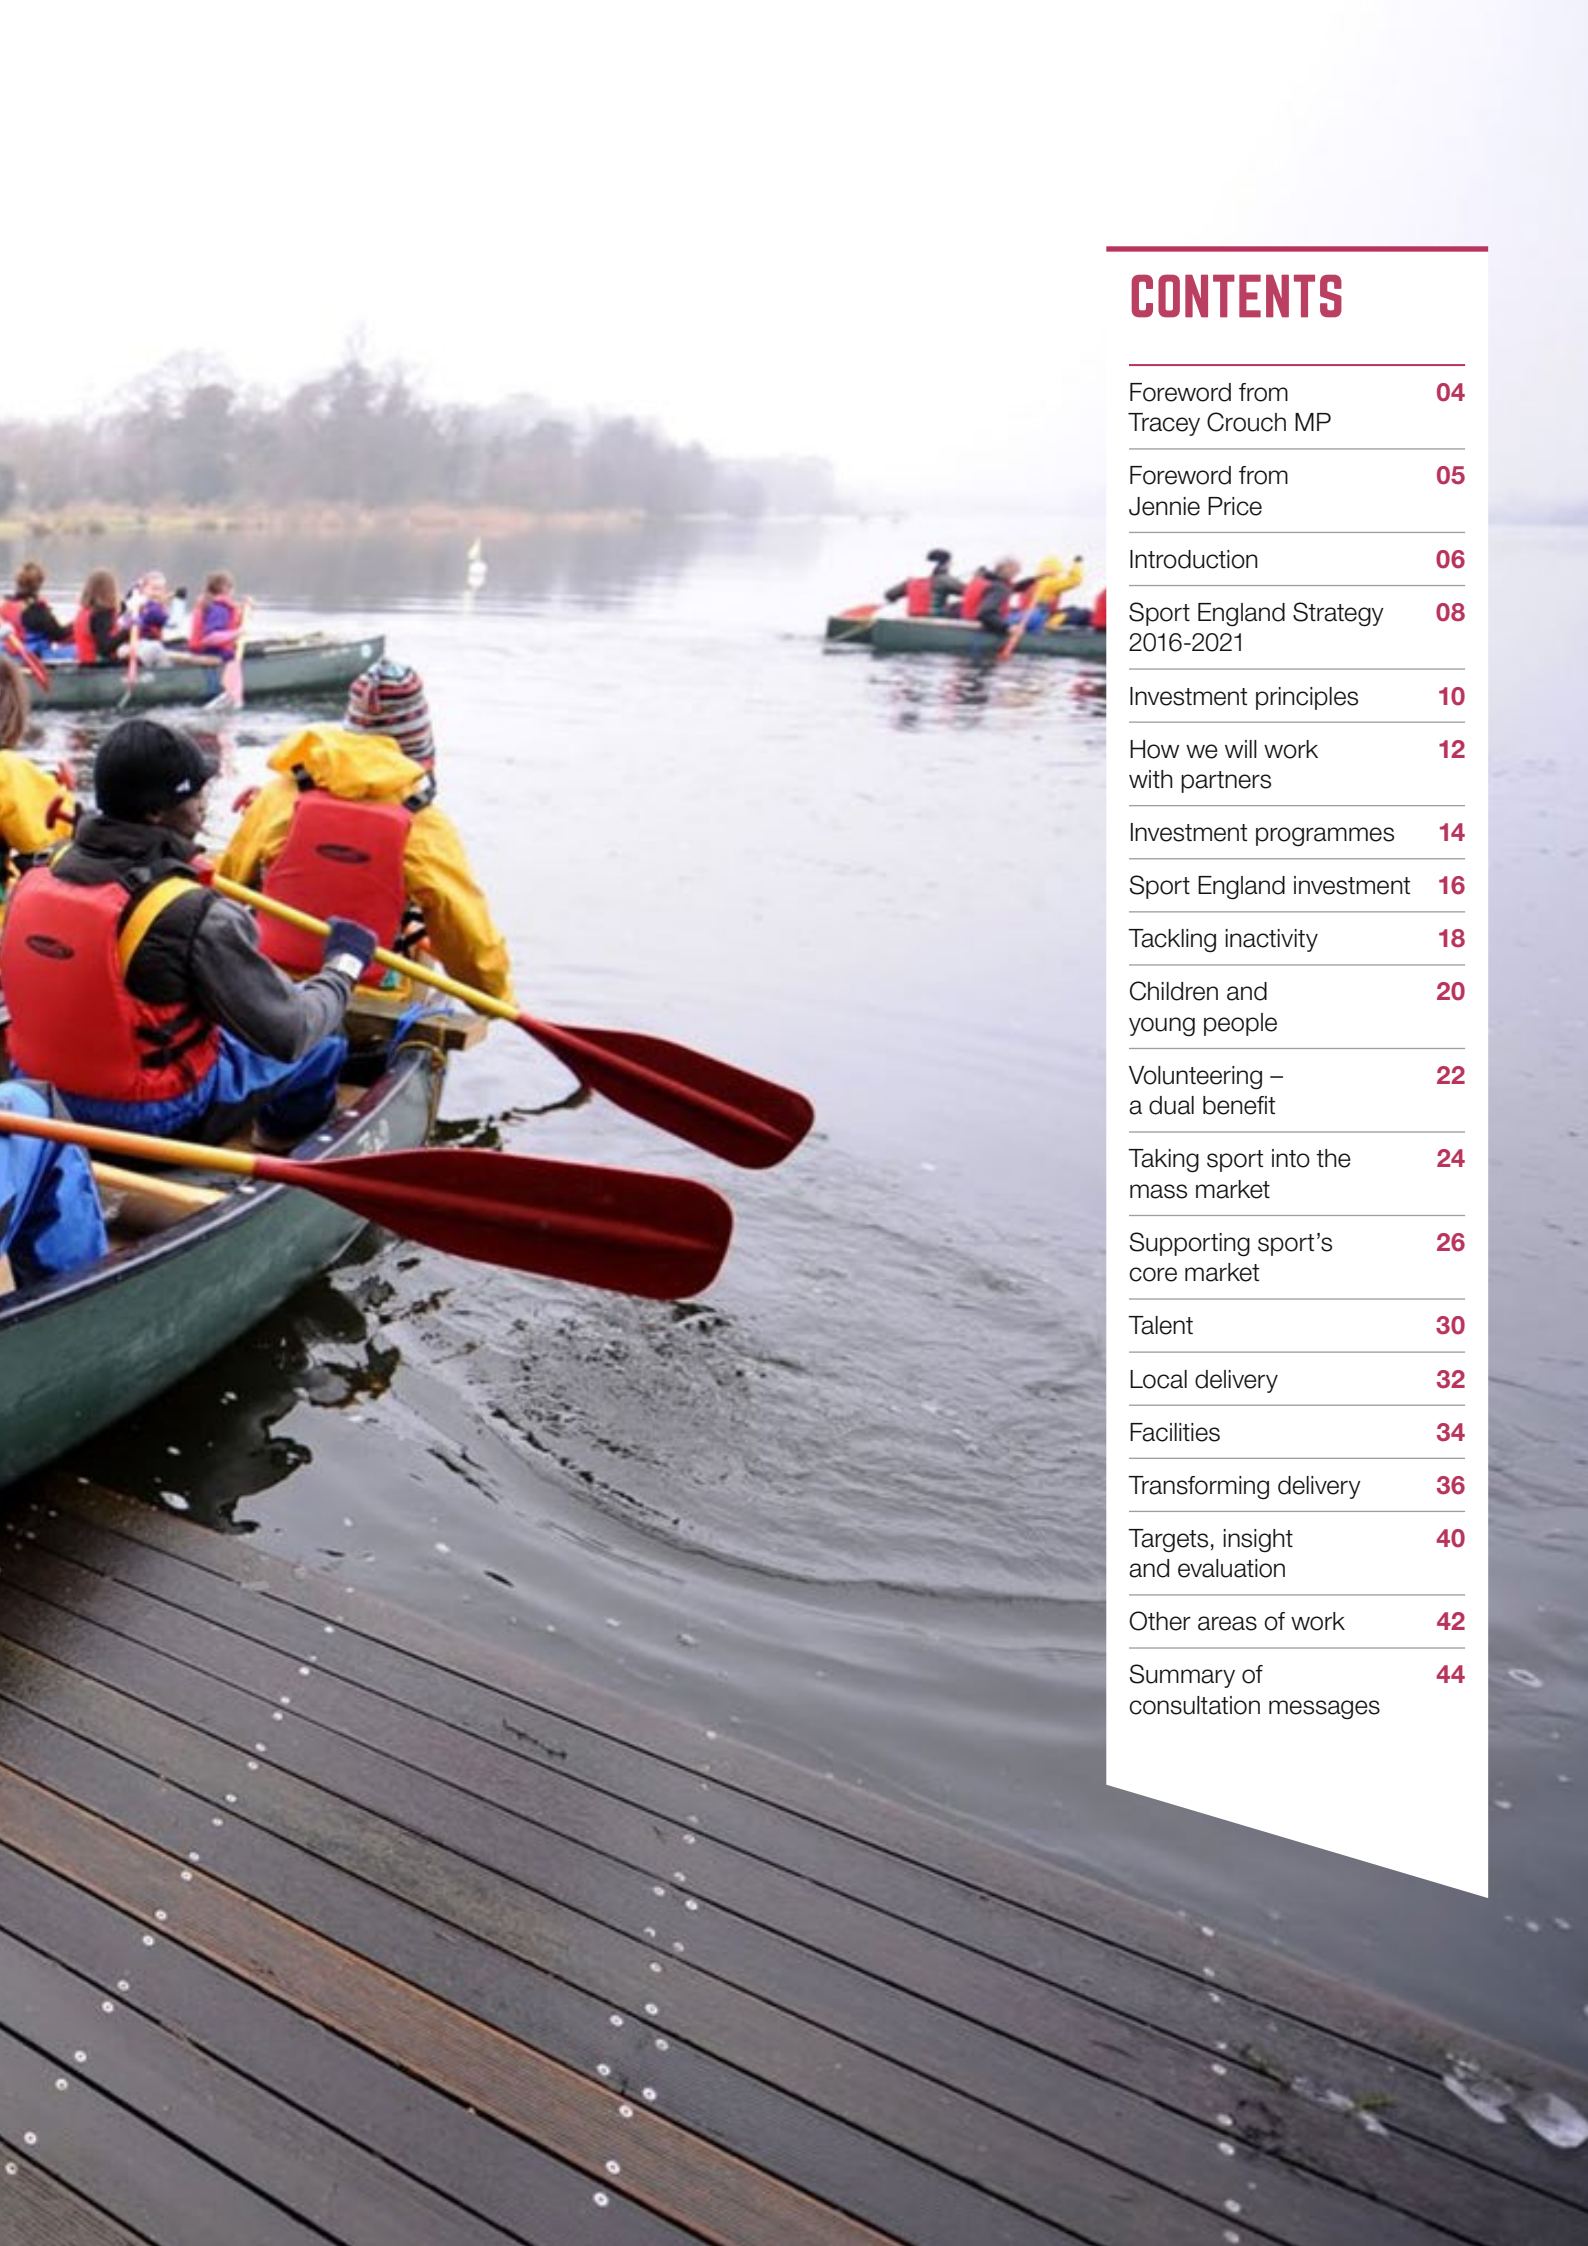 CONTENTS
Foreword from 04
Tracey Crouch MP
Foreword from 05
Jennie Price
Introduction 06
Sport England Strategy 08
2016-2021
Investment principles 10
How we will work 12
with partners
Investment programmes 14
Sport England investment 16
Tackling inactivity 18
Children and 20
young people
Volunteering – 22
a dual benefit
Taking sport into the 24
mass market
Supporting sport’s 26
core market
Talent 30
Local delivery 32
Facilities 34
Transforming delivery 36
Targets, insight 40
and evaluation
Other areas of work 42
Summary of 44
consultation messages